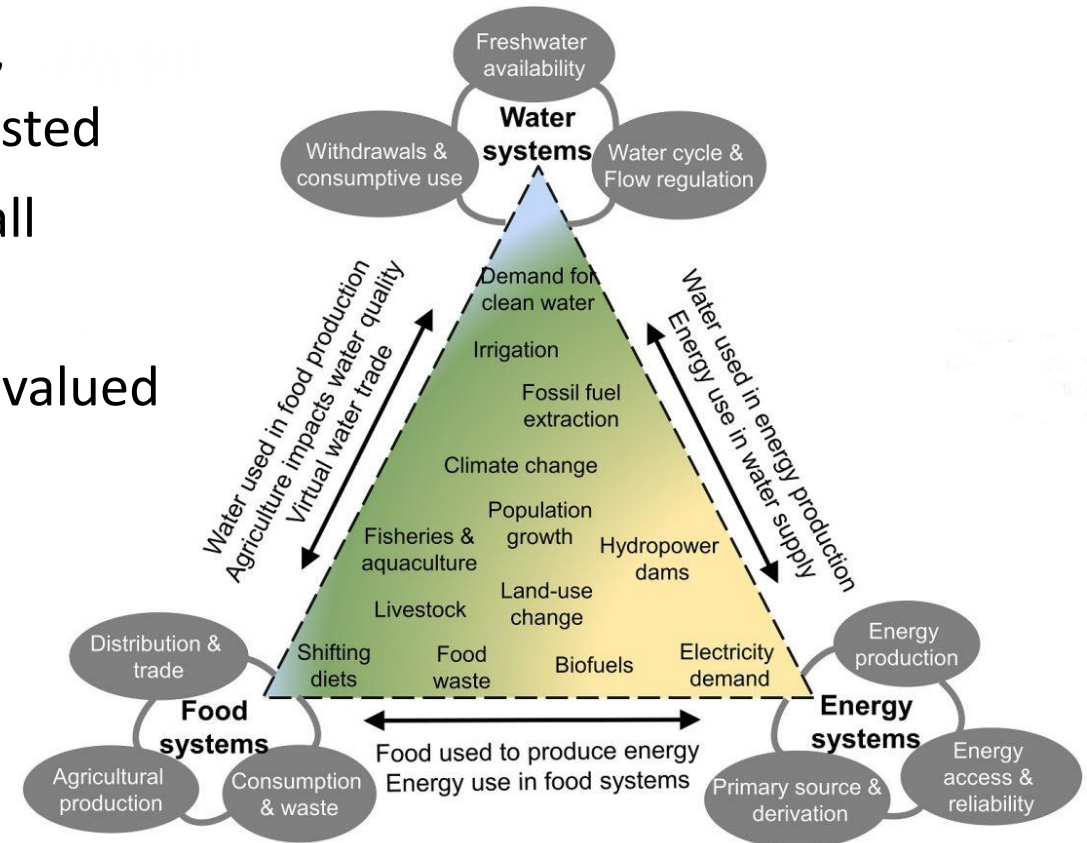 sted
all
valued
Freshwater
availability
Water
systems
Withdrawals &
consumptive use
Water cycle &
Flow regulation
Water used in food production
Agriculture impacts water quality
Virtual water trade
Water used in energy production
Energy use in water supply
Demand for
clean water
Irrigation
Fossil fuel
extraction
Climate change
Population
growth
Fisheries &
aquaculture
Hydropower
dams
Land-use
change
Livestock
Shifting
diets
Food
waste
Biofuels
Electricity
demand
Distribution &
trade
Food
systems
Agricultural
production
Consumption
& waste
Food used to produce energy
Energy use in food systems
Energy
production
Energy
systems
Energy
access &
reliability
Primary source &
derivation